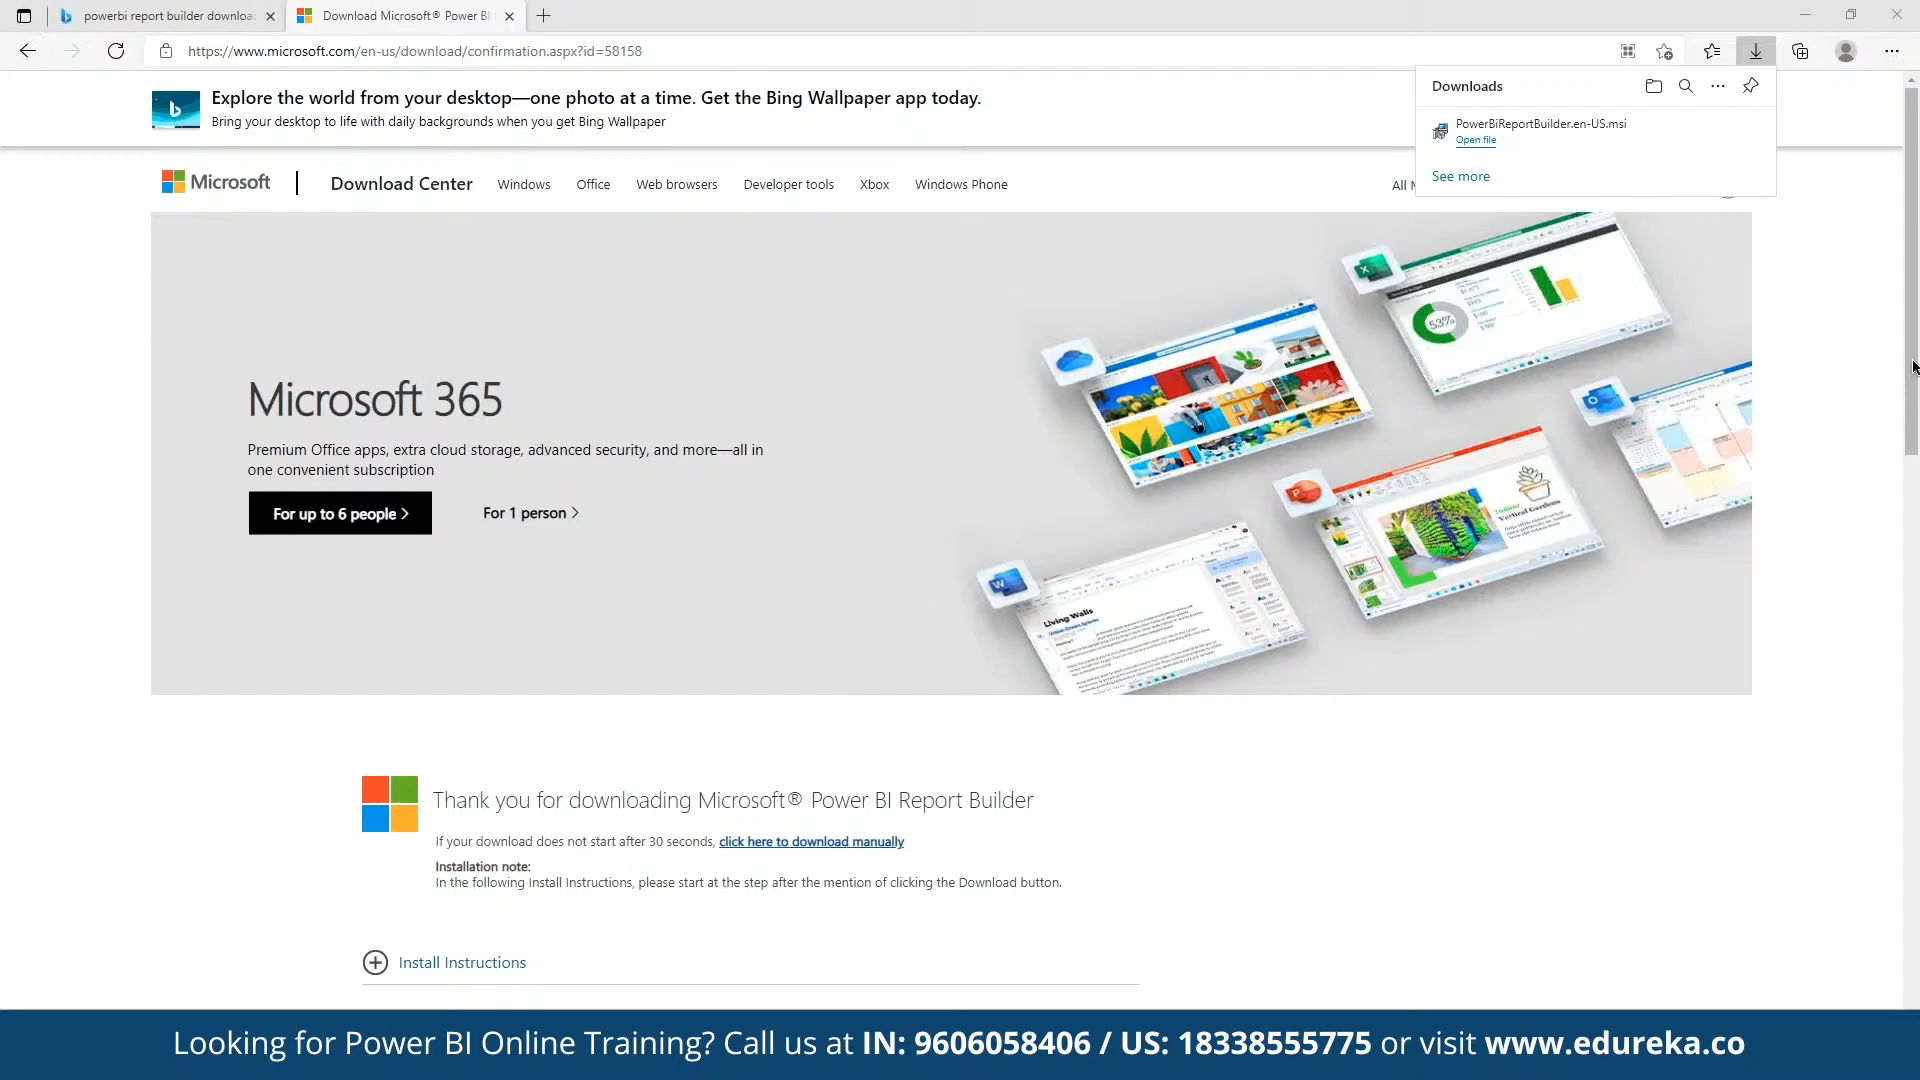 powerbi report builder downloa
Download Microsoft® Power BI
https://www.microsoft.com/en-us/download/confirmation.aspx?id=58158
Explore the world from your desktop—one photo at a time. Get the Bing Wallpaper app today.
Bring your desktop to life with daily backgrounds when you get Bing Wallpaper
Downloads
PowerBiReportBuilder.en-US.msi
Open file
See more
Microsoft
Download Center
Windows
Office
Web browsers
Developer tools
Xbox
Windows Phone
All M
Microsoft 365
Premium Office apps, extra cloud storage, advanced security, and more—all in
one convenient subscription
For up to 6 people >
For 1 person >
53%
Living Walls
Indoor
Vertical Gardens
Thank you for downloading Microsoft® Power BI Report Builder
If your download does not start after 30 seconds, click here to download manually
Installation note:
In the following Install Instructions, please start at the step after the mention of clicking the Download button.
Install Instructions
Looking for Power BI Online Training? Call us at IN: 9606058406 / US: 18338555775 or visit www.edureka.co